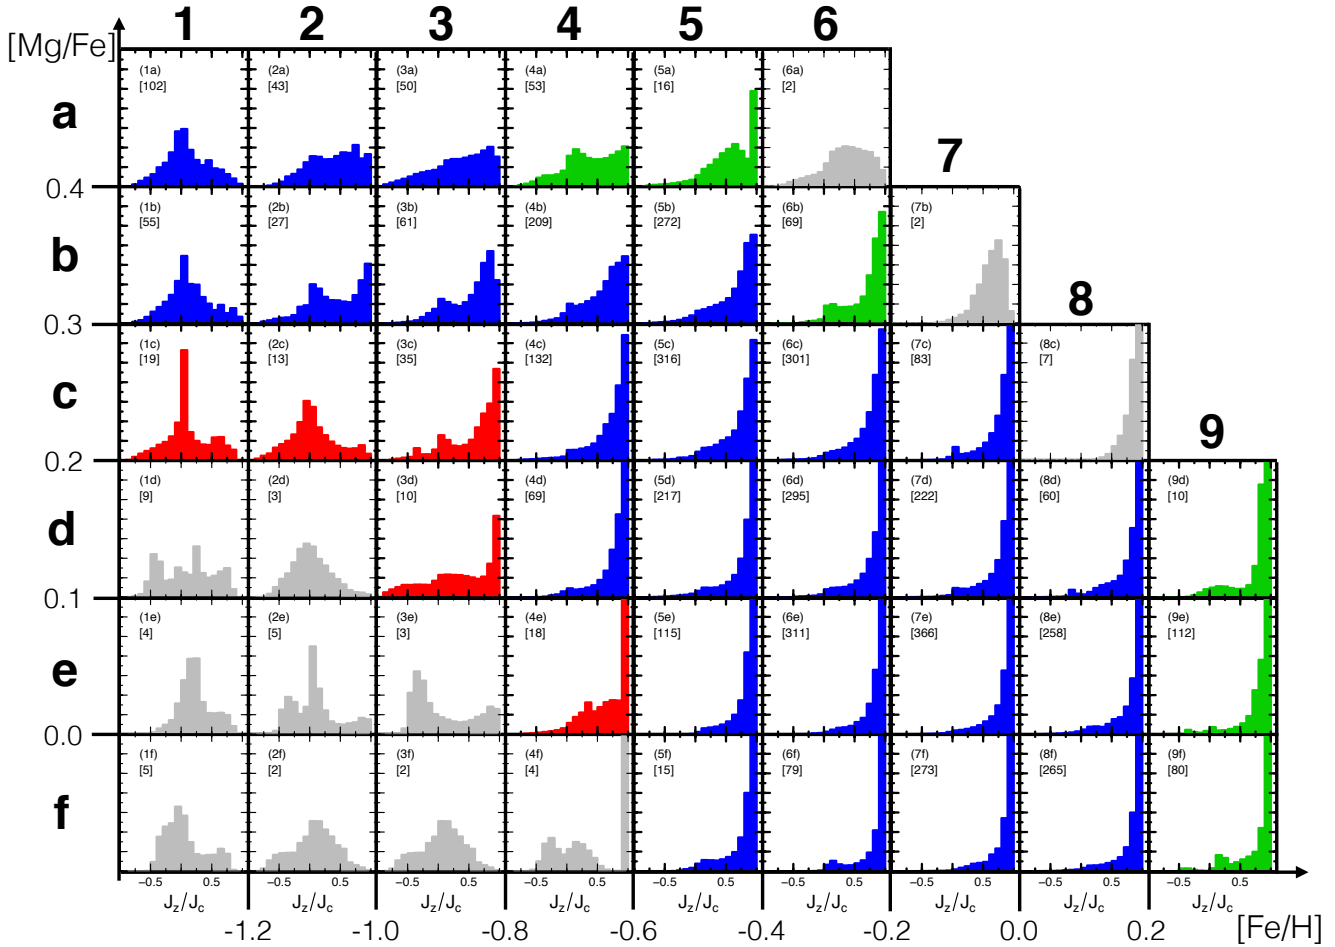 1 2 3 4 5 6
[Mg/Fe]
(1a) (2a) (3a) (4a) (5a) (6a)
[102] [43] [50] [53] [16] [2]
a
7
0.4
(1b) (2b) (3b) (4b) (5b) (6b) (7b)
[55] [27] [61] [209] [272] [69] [2]
b
8
0.3
(1c) (2c) (3c) (4c) (5c) (6c) (7c) (8c)
[19] [13] [35] [132] [316] [301] [83] [7]
c
9
0.2
(1d) (2d) (3d) (4d) (5d) (6d) (7d) (8d) (9d)
[9] [3] [10] [69] [217] [295] [222] [60] [10]
d
0.1
(1e) (2e) (3e) (4e) (5e) (6e) (7e) (8e) (9e)
[4] [5] [3] [18] [115] [311] [366] [258] [112]
e
0.0
(1f) (2f) (3f) (4f) (5f) (6f) (7f) (8f) (9f)
[5] [2] [2] [4] [15] [79] [273] [265] [80]
f
−0.5 0.5 −0.5 0.5 −0.5 0.5 −0.5 0.5 −0.5 0.5 −0.5 0.5 −0.5 0.5 −0.5 0.5 −0.5 0.5
Jz/Jc Jz/Jc Jz/Jc Jz/Jc Jz/Jc Jz/Jc Jz/Jc Jz/Jc Jz/Jc
-1.2 -1.0 -0.8 -0.6 -0.4 -0.2 0.0 0.2 [Fe/H]